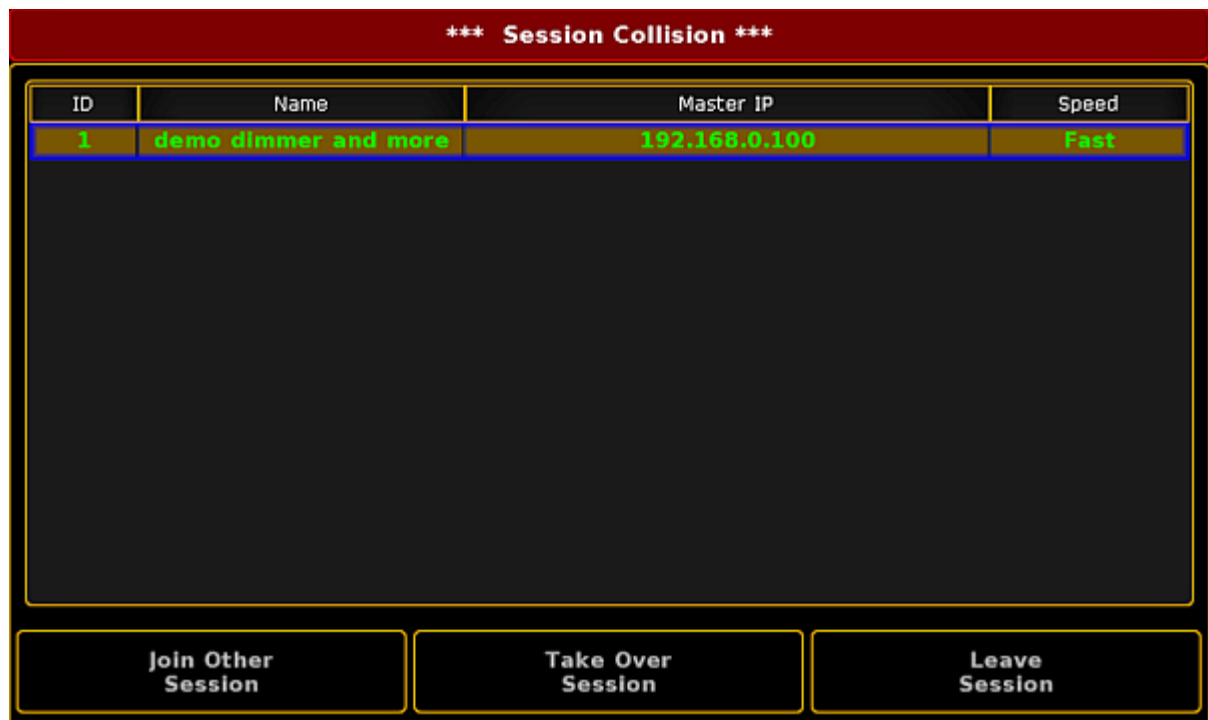 *** Session Collision ***
ID Name Master IP Speed
1 demo dimmer and more 192.168.0.100 Fast
Join Other
Session
Take Over
Session
Leave
Session